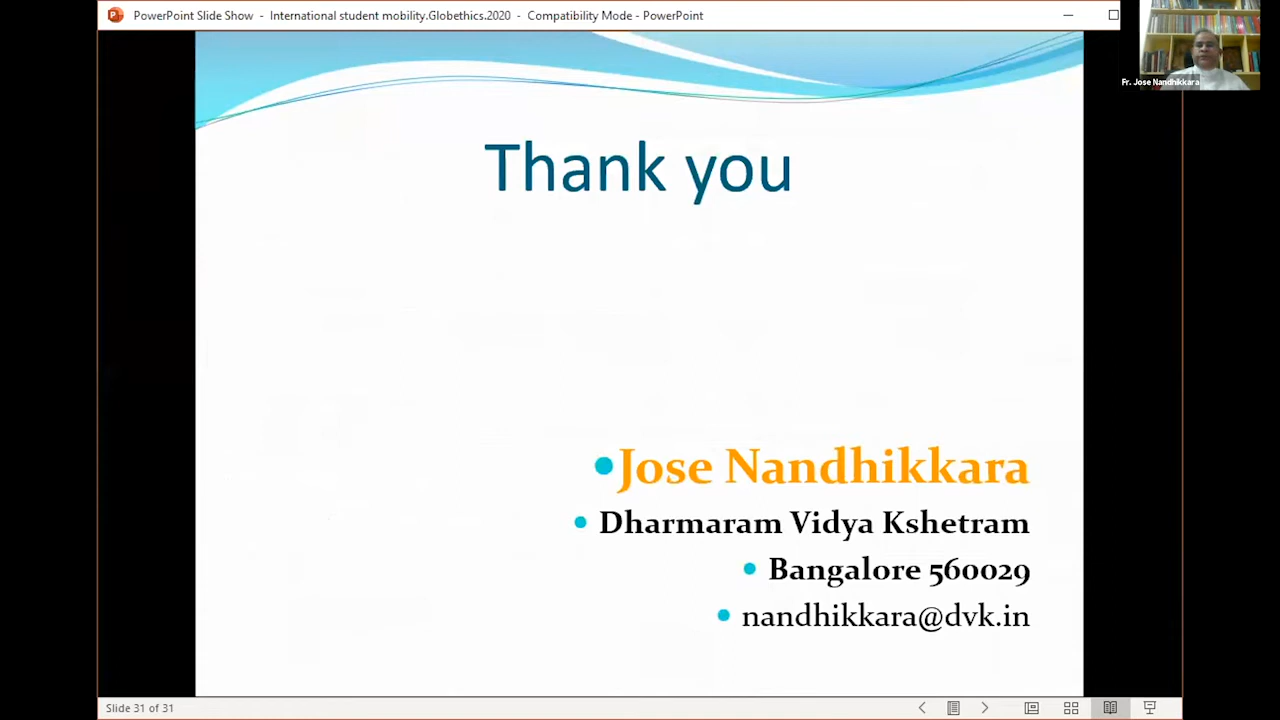 PowerPoint Slide Show - International student mobility.Globethics.2020 - Compatibility Mode - PowerPoint
Fr. Jose Nandhikkara
Thank you
•Jose Nandhikkara
• Dharmaram Vidya Kshetram
• Bangalore 560029
• nandhikkara@dvk.in
Slide 31 of 31